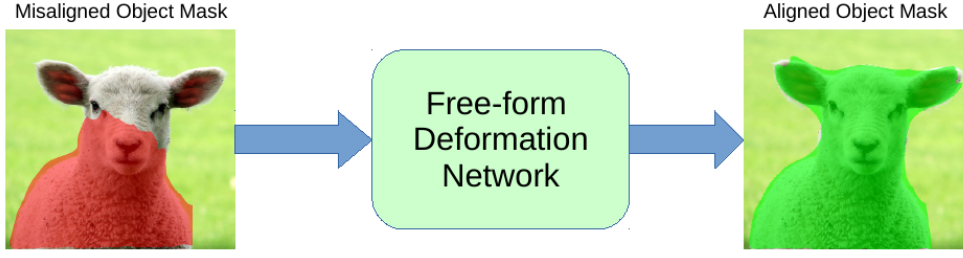 Misaligned Object Mask
Aligned Object Mask
Free-form
Deformation
Network